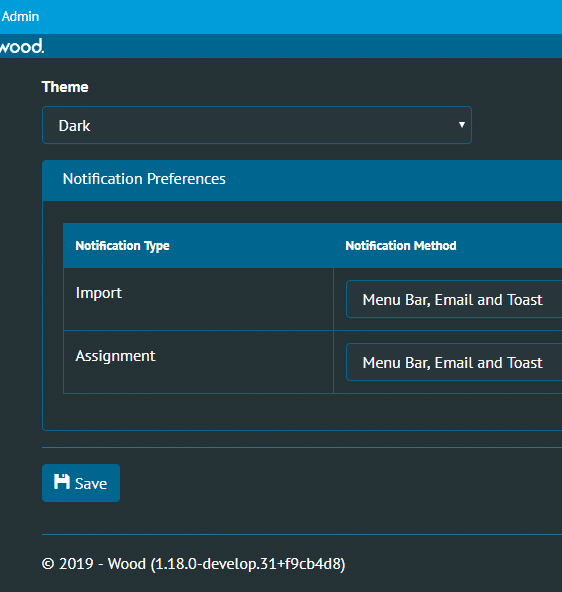 Admin
wood.
Theme
Dark
Notification Preferences
Notification Type Notification Method
Import Menu Bar, Email and Toast
Assignment Menu Bar, Email and Toast
Save
© 2019 - Wood (1.18.0-develop.31+f9cb4d8)